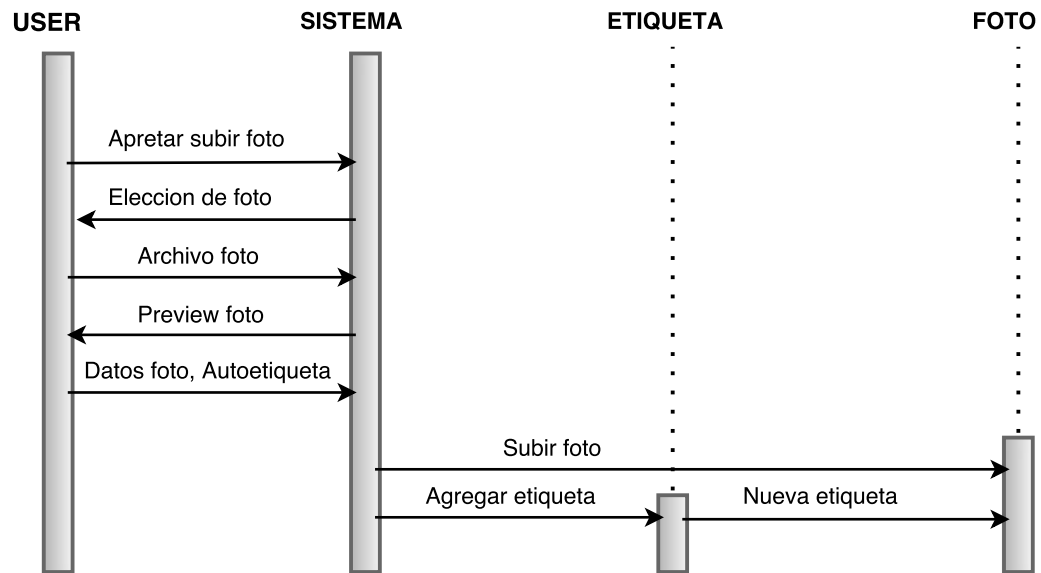 USER SISTEMA ETIQUETA FOTO
Apretar subir foto
Eleccion de foto
Archivo foto
Preview foto
Datos foto, Autoetiqueta
Subir foto
Agregar etiqueta Nueva etiqueta